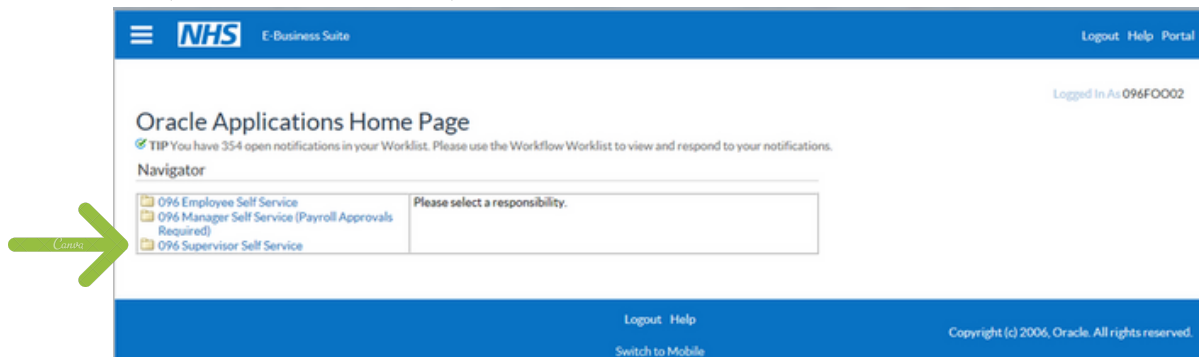 NHS E-Business Suite Logout Help Portal
Logged In As 096FOO02
Oracle Applications Home Page
TIP You have 354 open notifications in your Worklist. Please use the Workflow Worklist to view and respond to your notifications.
Navigator
096 Employee Self Service
Please select a responsibility.
096 Manager Self Service (Payroll Approvals
Required)
096 Supervisor Self Service
Canva
Logout Help
Copyright (c) 2006, Oracle. All rights reserved.
Switch to Mobile